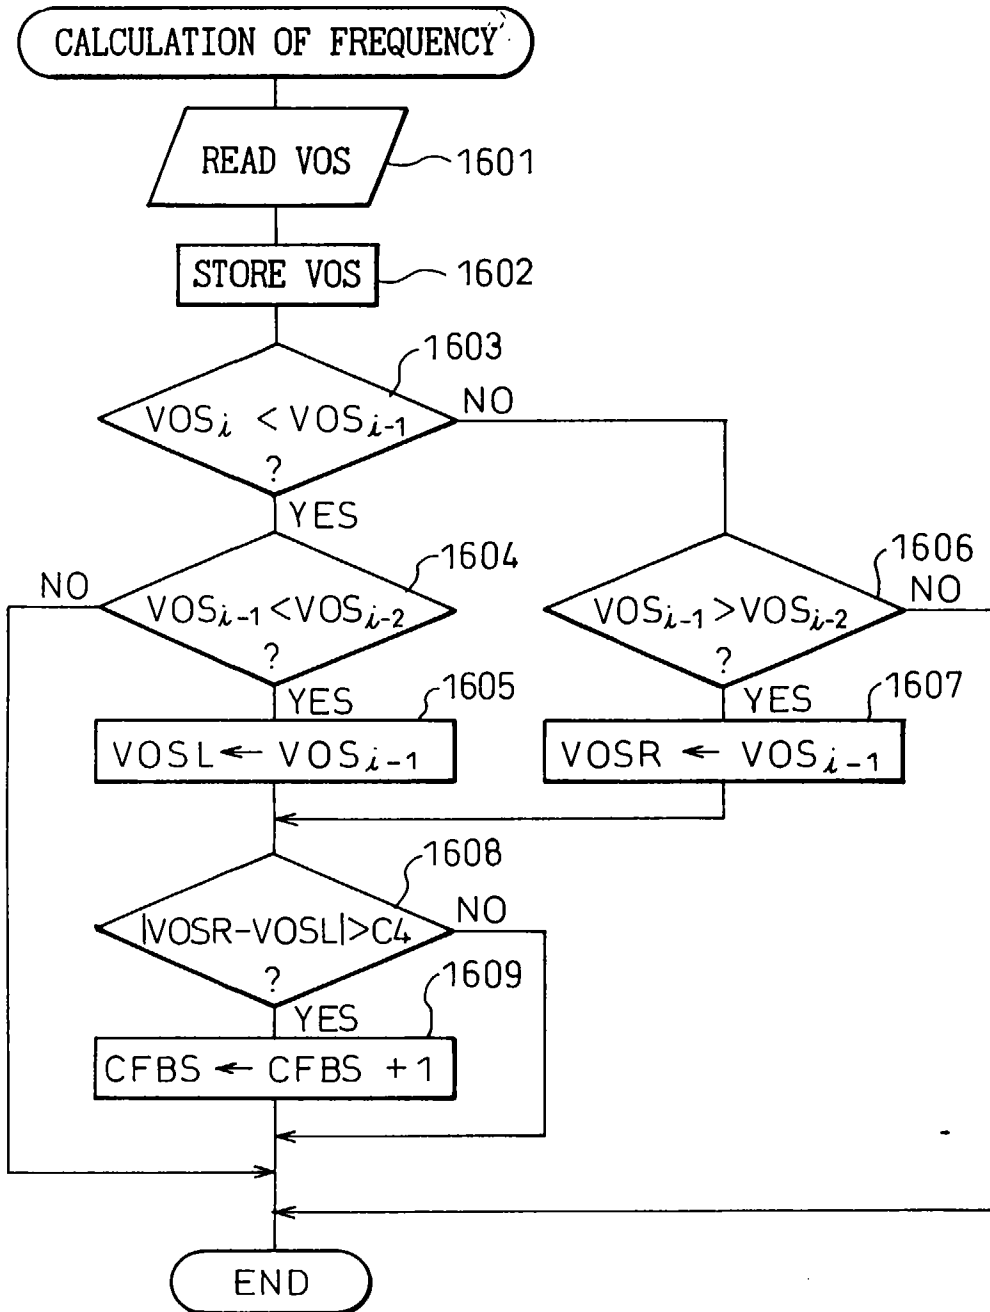 CALCULATION OF FREQUENCY
READ VOS
1601
STORE VOS
1602
1603
VOSi < VOSi-1
?
NO
YES
1604
NO
VOSi-1 < VOSi-2
?
YES
1606
NO
VOSi-1 > VOSi-2
?
YES
1605
VOSL ← VOSi-1
1607
VOSR ← VOSi-1
1608
|VOSR-VOSL|>C4
?
NO
YES
1609
CFBS ← CFBS +1
END